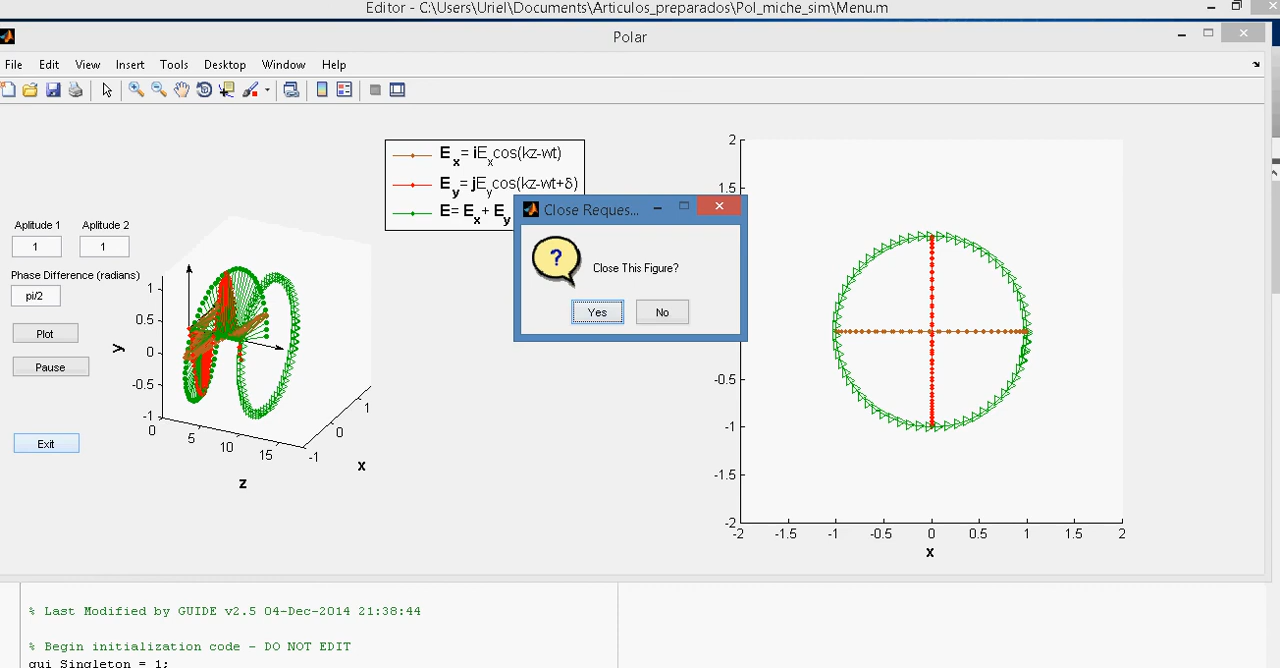 Editor - C:\Users\Uriel\Documents\Articulos_preparados\Pol_miche_sim\Menu.m
Polar
File Edit View Insert Tools Desktop Window Help
Ex= iExcos(kz-wt)
Ey= jEycos(kz-wt+δ)
E= Ex+ Ey
Aplitude 1 Aplitude 2
1 1
Phase Difference (radians)
pi/2
Plot
Pause
Exit
1
0.5
0
-0.5
-1
y
0
5
10
15
z
-1
0
1
x
Close Reques...
?
Close This Figure?
Yes No
2
1.5
-0.5
-1
-1.5
-2
-2 -1.5 -1 -0.5 0 0.5 1 1.5 2
x
% Last Modified by GUIDE v2.5 04-Dec-2014 21:38:44
% Begin initialization code - DO NOT EDIT
gui_Singleton = 1;